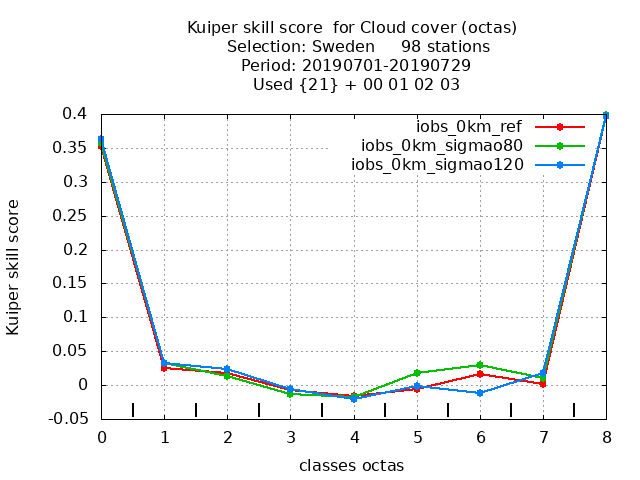 Kuiper skill score  for Cloud cover (octas)
Selection: Sweden     98 stations
Period: 20190701-20190729
Used {21} + 00 01 02 03
iobs_0km_ref
iobs_0km_sigmao80
iobs_0km_sigmao120
Kuiper skill score
0.4
0.35
0.3
0.25
0.2
0.15
0.1
0.05
0
-0.05
0 1 2 3 4 5 6 7 8
classes octas